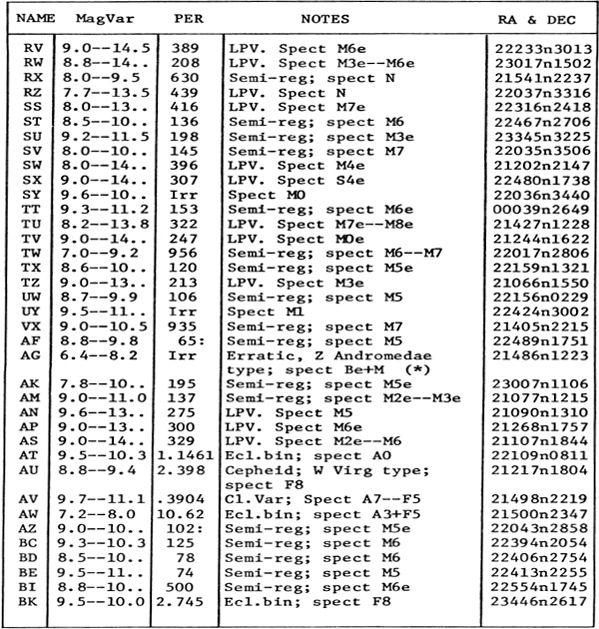 NAME MagVar PER NOTES RA & DEC
RV 9.0--14.5 389 LPV. Spect M6e 22233n3013
RW 8.8--14.. 208 LPV. Spect M3e--M6e 23017n1502
RX 8.0--9.5 630 Semi-reg; spect N 21541n2237
RZ 7.7--13.5 439 LPV. Spect N 22037n3316
SS 8.0--13.. 416 LPV. Spect M7e 22316n2418
ST 8.5--10.. 136 Semi-reg; spect M6 22467n2706
SU 9.2--11.5 198 Semi-reg; spect M3e 23345n3225
SV 8.0--10.. 145 Semi-reg; spect M7 22035n3506
SW 8.0--14.. 396 LPV. Spect M4e 21202n2147
SX 9.0--14.. 307 LPV. Spect S4e 22480n1738
SY 9.6--10.. Irr Spect M0 22036n3440
TT 9.3--11.2 153 Semi-reg; spect M6e 00039n2649
TU 8.2--13.8 322 LPV. Spect M7e--M8e 21427n1228
TV 9.0--14.. 247 LPV. Spect M0e 21244n1622
TW 7.0--9.2 956 Semi-reg; spect M6--M7 22017n2806
TX 8.6--10.. 120 Semi-reg; spect M5e 22159n1321
TZ 9.0--13.. 213 LPV. Spect M3e 21066n1550
UW 8.7--9.9 106 Semi-reg; spect M5 22156n0229
UY 9.5--11.. Irr Spect M1 22424n3002
VX 9.0--10.5 935 Semi-reg; spect M7 21405n2215
AF 8.8--9.8 65: Semi-reg; spect M5 22489n1751
AG 6.4--8.2 Irr Erratic, Z Andromedae 21486n1223
type; spect Be+M (*)
AK 7.8--10.. 195 Semi-reg; spect M5e 23007n1106
AM 9.0--11.0 137 Semi-reg; spect M2e--M3e 21077n1215
AN 9.6--13.. 275 LPV. Spect M5 21090n1310
AP 9.0--13.. 300 LPV. Spect M6e 21268n1757
AS 9.0--14.. 329 LPV. Spect M2e--M6 21107n1844
AT 9.5--10.3 1.1461 Ecl.bin; spect A0 22109n0811
AU 8.8--9.4 2.398 Cepheid; W Virg type; 21217n1804
spect F8
AV 9.7--11.1 .3904 Cl.Var; Spect A7--F5 21498n2219
AW 7.2--8.0 10.62 Ecl.bin; spect A3+F5 21500n2347
AZ 9.0--10.. 102: Semi-reg; spect M5e 22043n2858
BC 9.3--10.3 125 Semi-reg; spect M6 22394n2054
BD 8.5--10.. 78 Semi-reg; spect M6 22406n2754
BE 9.5--11.. 74 Semi-reg; spect M5 22413n2255
BI 8.8--10.. 500 Semi-reg; spect M6e 22554n1745
BK 9.5--10.0 2.745 Ecl.bin; spect F8 23446n2617